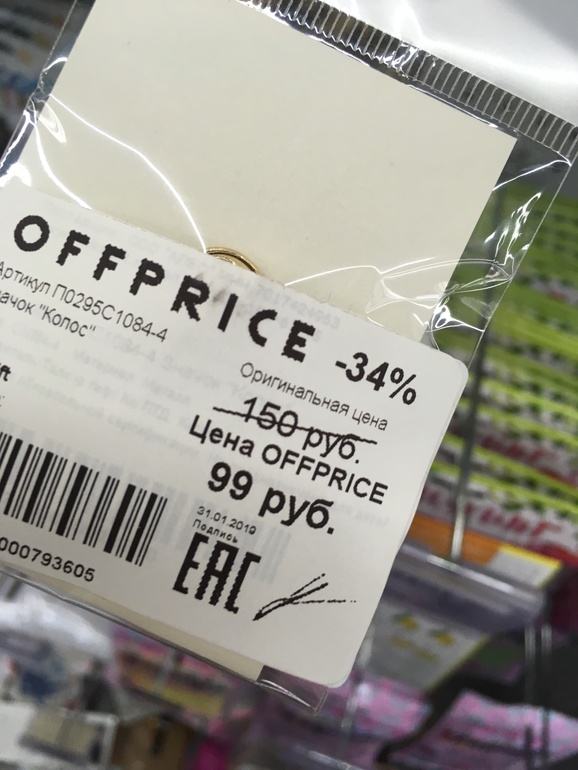 OFFPRICE
Артикул П0295С1084-4
"Колос"
-34%
Оригинальная цена
150 руб.
Цена OFFPRICE
99 руб.
31.01.2019
Подпись
ЕАС
000793605